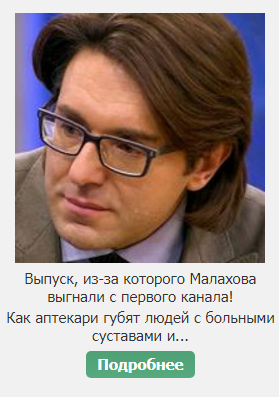 Выпуск, из-за которого Малахова
выгнали с первого канала!
Как аптекари губят людей с больными
суставами и...
Подробнее